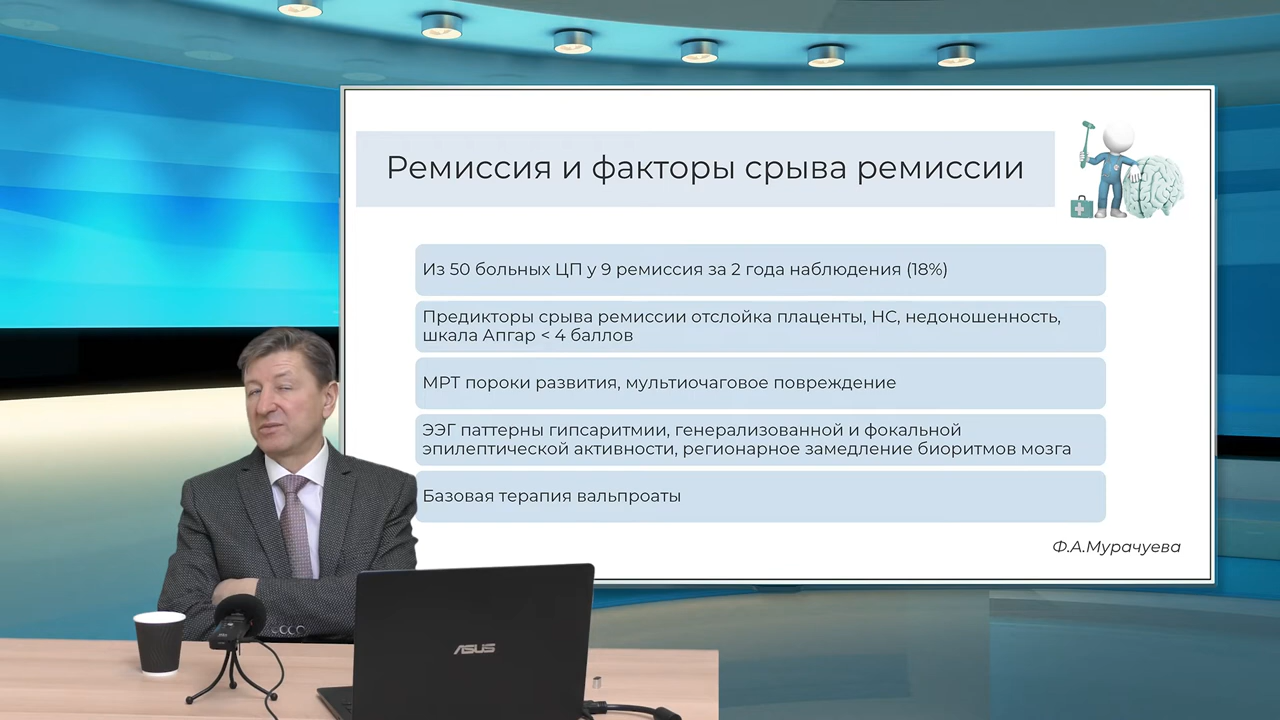 Ремиссия и факторы срыва ремиссии
Из 50 больных ЦП у 9 ремиссия за 2 года наблюдения (18%)
Предикторы срыва ремиссии отслойка плаценты, НС, недоношенность,
шкала Апгар < 4 баллов
МРТ пороки развития, мультиочаговое повреждение
ЭЭГ паттерны гипсаритмии, генерализованной и фокальной
эпилептической активности, регионарное замедление биоритмов мозга
Базовая терапия вальпроаты
Ф.А.Мурачуева
ASUS